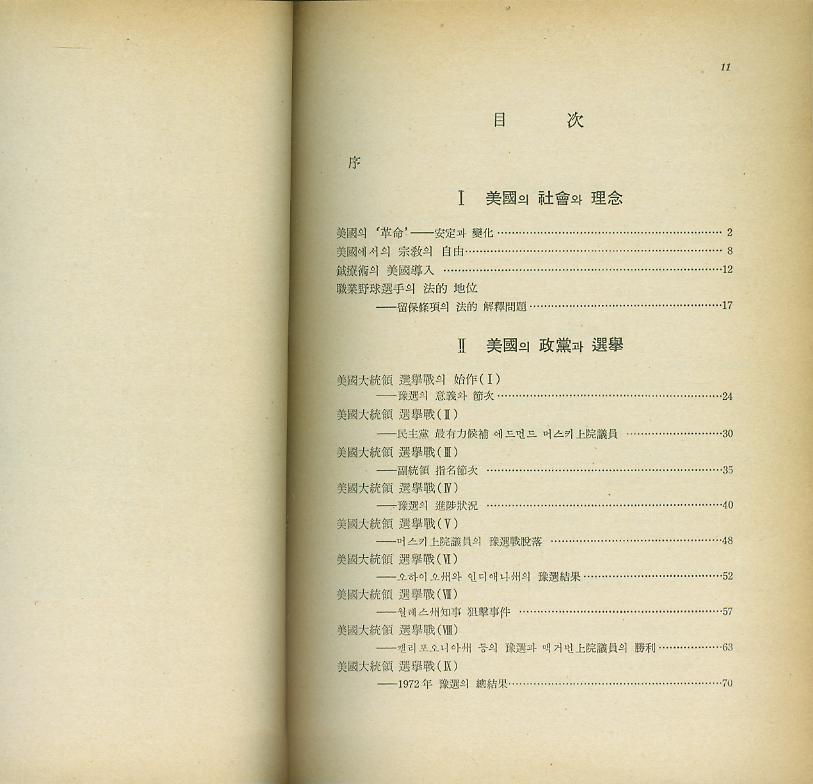 11
目 次
序
Ⅰ 美國의 社會와 理念
美國의 '革命'——安定과 變化 ……… 2
美國에서의 宗敎의 自由 ……… 8
鍼療術의 美國導入 ……… 12
職業野球選手의 法的 地位
——留保條項의 法的 解釋問題 ……… 17
Ⅱ 美國의 政黨과 選擧
美國大統領 選擧戰의 始作(Ⅰ)
——豫選의 意義와 節次 ……… 24
美國大統領 選擧戰(Ⅱ)
——民主黨 最有力候補 에드먼드 머스키上院議員 ……… 30
美國大統領 選擧戰(Ⅲ)
——副統領 指名節次 ……… 35
美國大統領 選擧戰(Ⅳ)
——豫選의 進陟狀況 ……… 40
美國大統領 選擧戰(Ⅴ)
——머스키上院議員의 豫選戰脫落 ……… 48
美國大統領 選擧戰(Ⅵ)
——오하이오州와 인디애나州의 豫選結果 ……… 52
美國大統領 選擧戰(Ⅶ)
——월레스州知事 狙擊事件 ……… 57
美國大統領 選擧戰(Ⅷ)
——캘리포오니아州 등의 豫選과 맥거번上院議員의 勝利 ……… 63
美國大統領 選擧戰(Ⅸ)
——1972年 豫選의 總結果 ……… 70